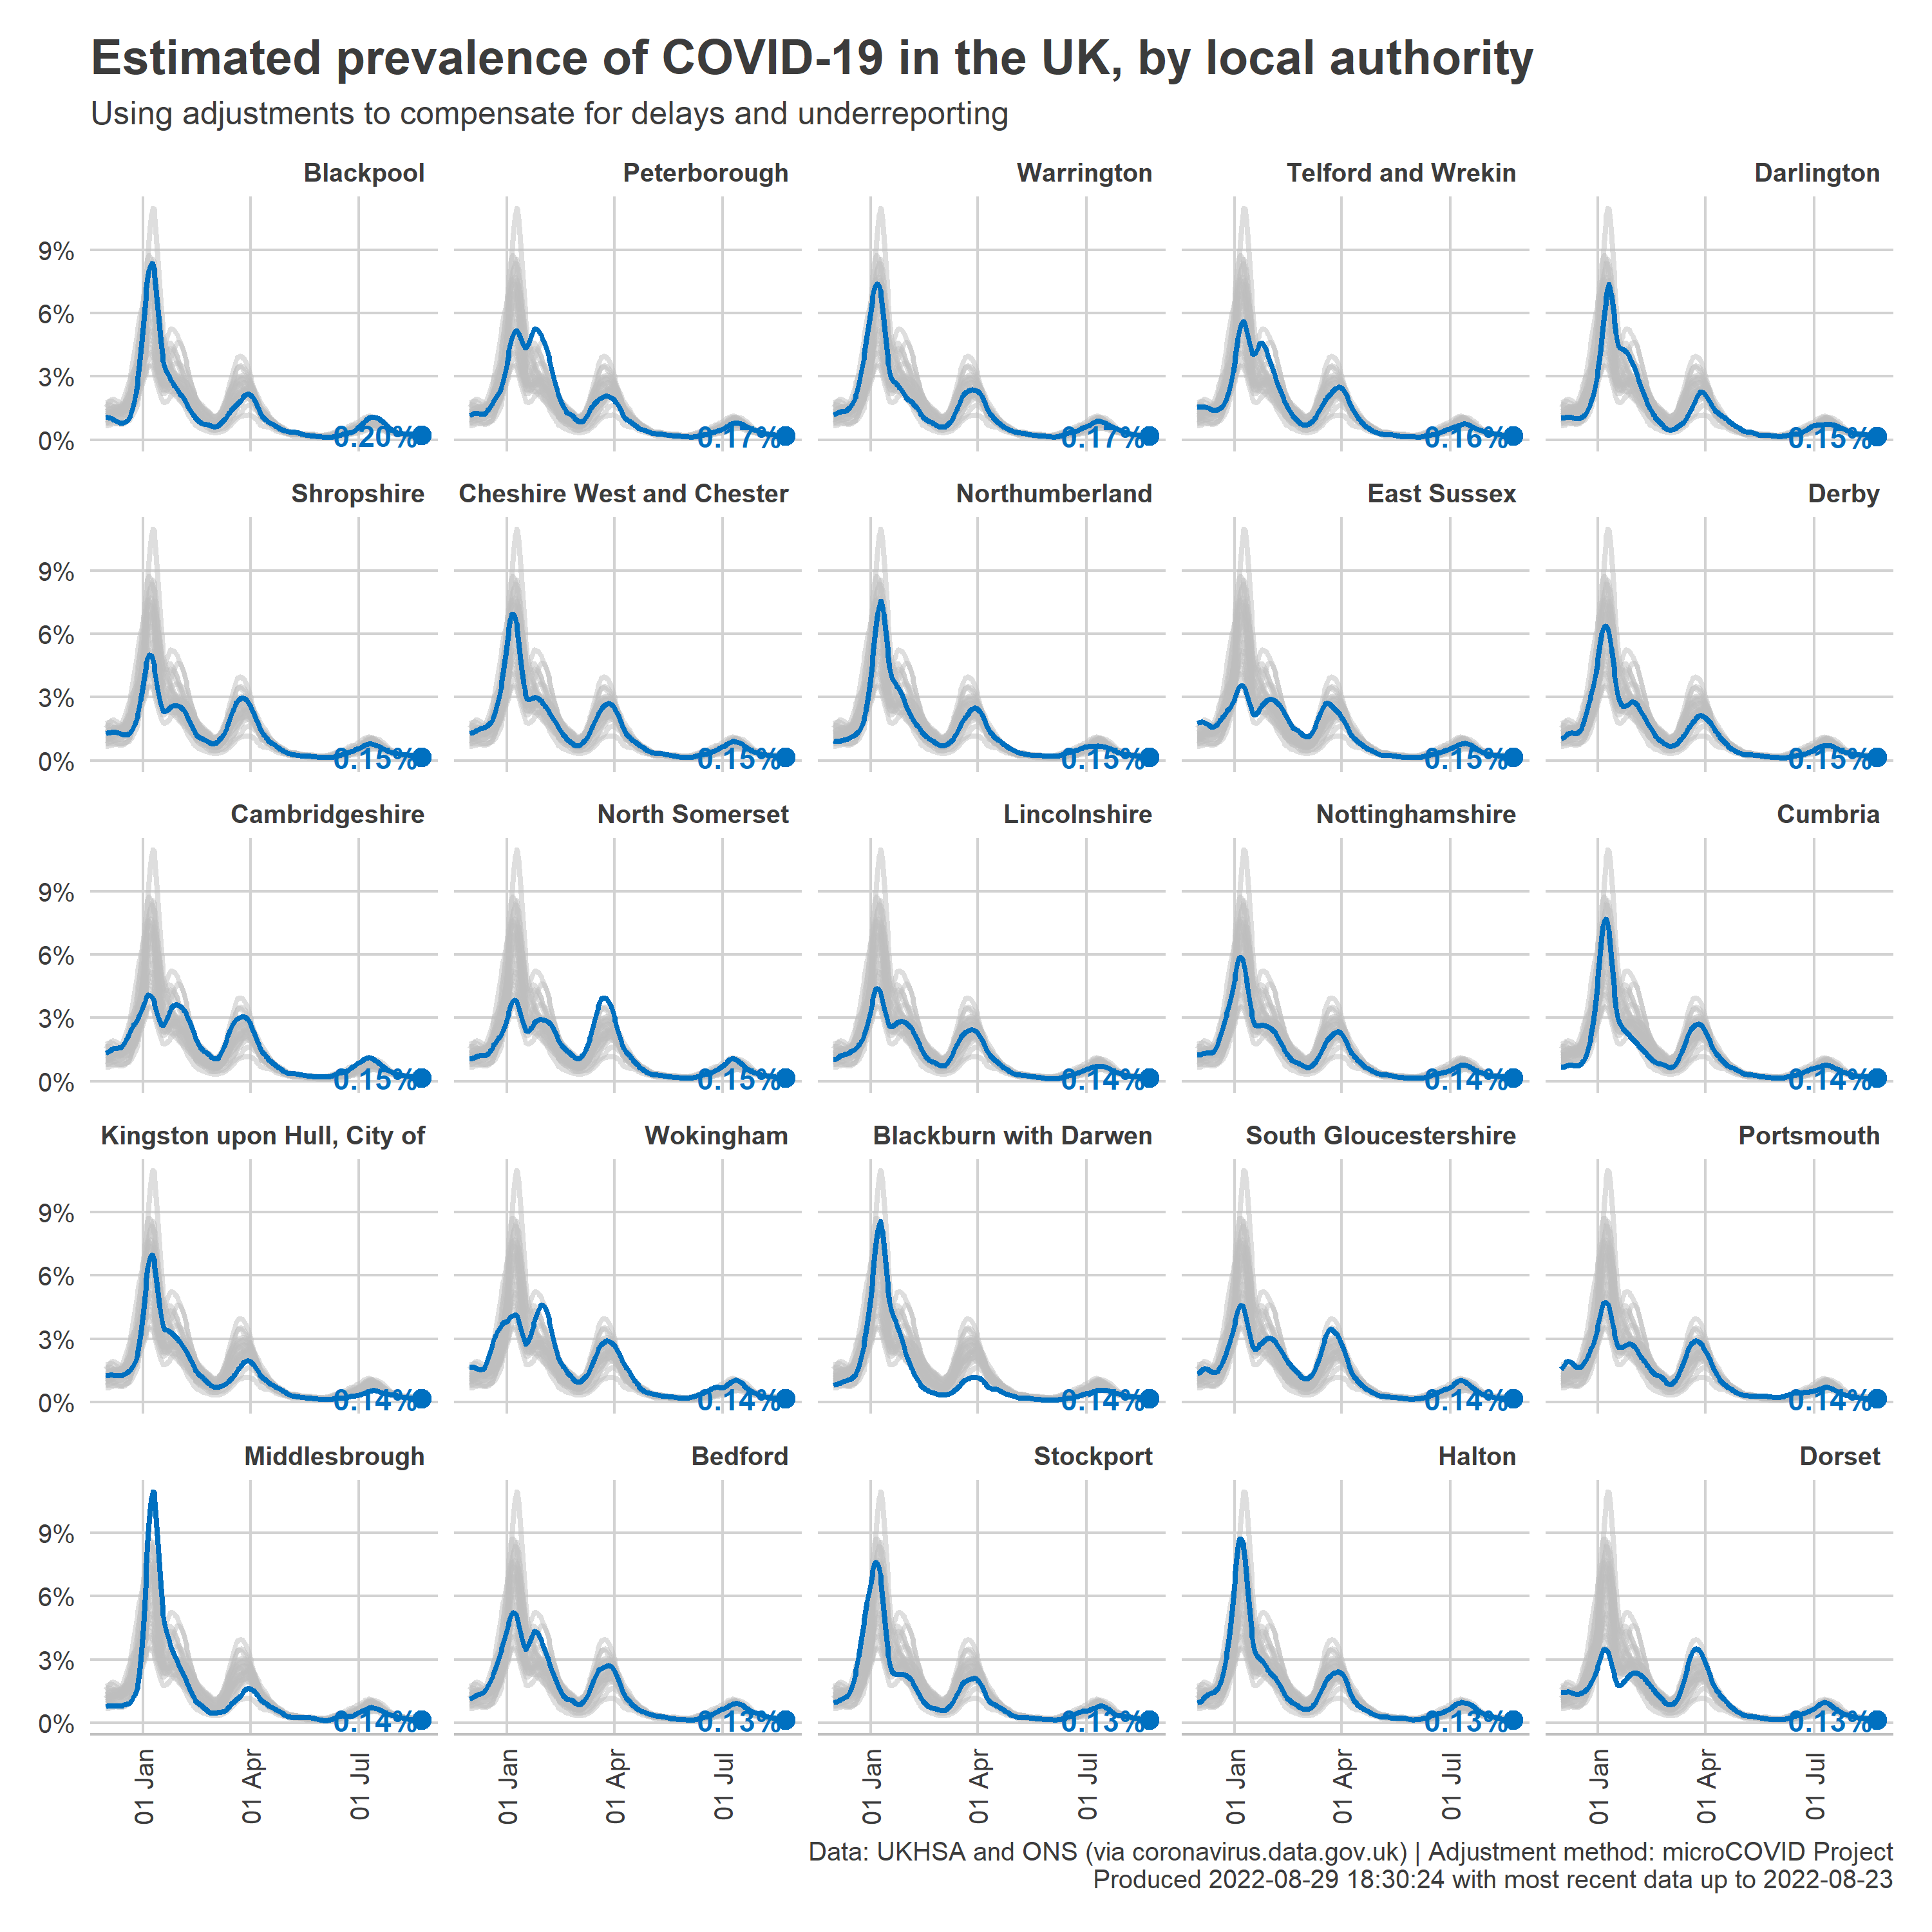 Estimated prevalence of COVID-19 in the UK, by local authority
Using adjustments to compensate for delays and underreporting
Blackpool
Peterborough
Warrington
Telford and Wrekin
Darlington
9%
6%
3%
0%
0.20%
0.17%
0.17%
0.16%
0.15%
Shropshire
Cheshire West and Chester
Northumberland
East Sussex
Derby
9%
6%
3%
0%
0.15%
0.15%
0.15%
0.15%
0.15%
Cambridgeshire
North Somerset
Lincolnshire
Nottinghamshire
Cumbria
9%
6%
3%
0%
0.15%
0.15%
0.14%
0.14%
0.14%
Kingston upon Hull, City of
Wokingham
Blackburn with Darwen
South Gloucestershire
Portsmouth
9%
6%
3%
0%
0.14%
0.14%
0.14%
0.14%
0.14%
Middlesbrough
Bedford
Stockport
Halton
Dorset
9%
6%
3%
0%
0.14%
0.13%
0.13%
0.13%
0.13%
01 Jan
01 Apr
01 Jul
01 Jan
01 Apr
01 Jul
01 Jan
01 Apr
01 Jul
01 Jan
01 Apr
01 Jul
01 Jan
01 Apr
01 Jul
Data: UKHSA and ONS (via coronavirus.data.gov.uk) | Adjustment method: microCOVID Project
Produced 2022-08-29 18:30:24 with most recent data up to 2022-08-23